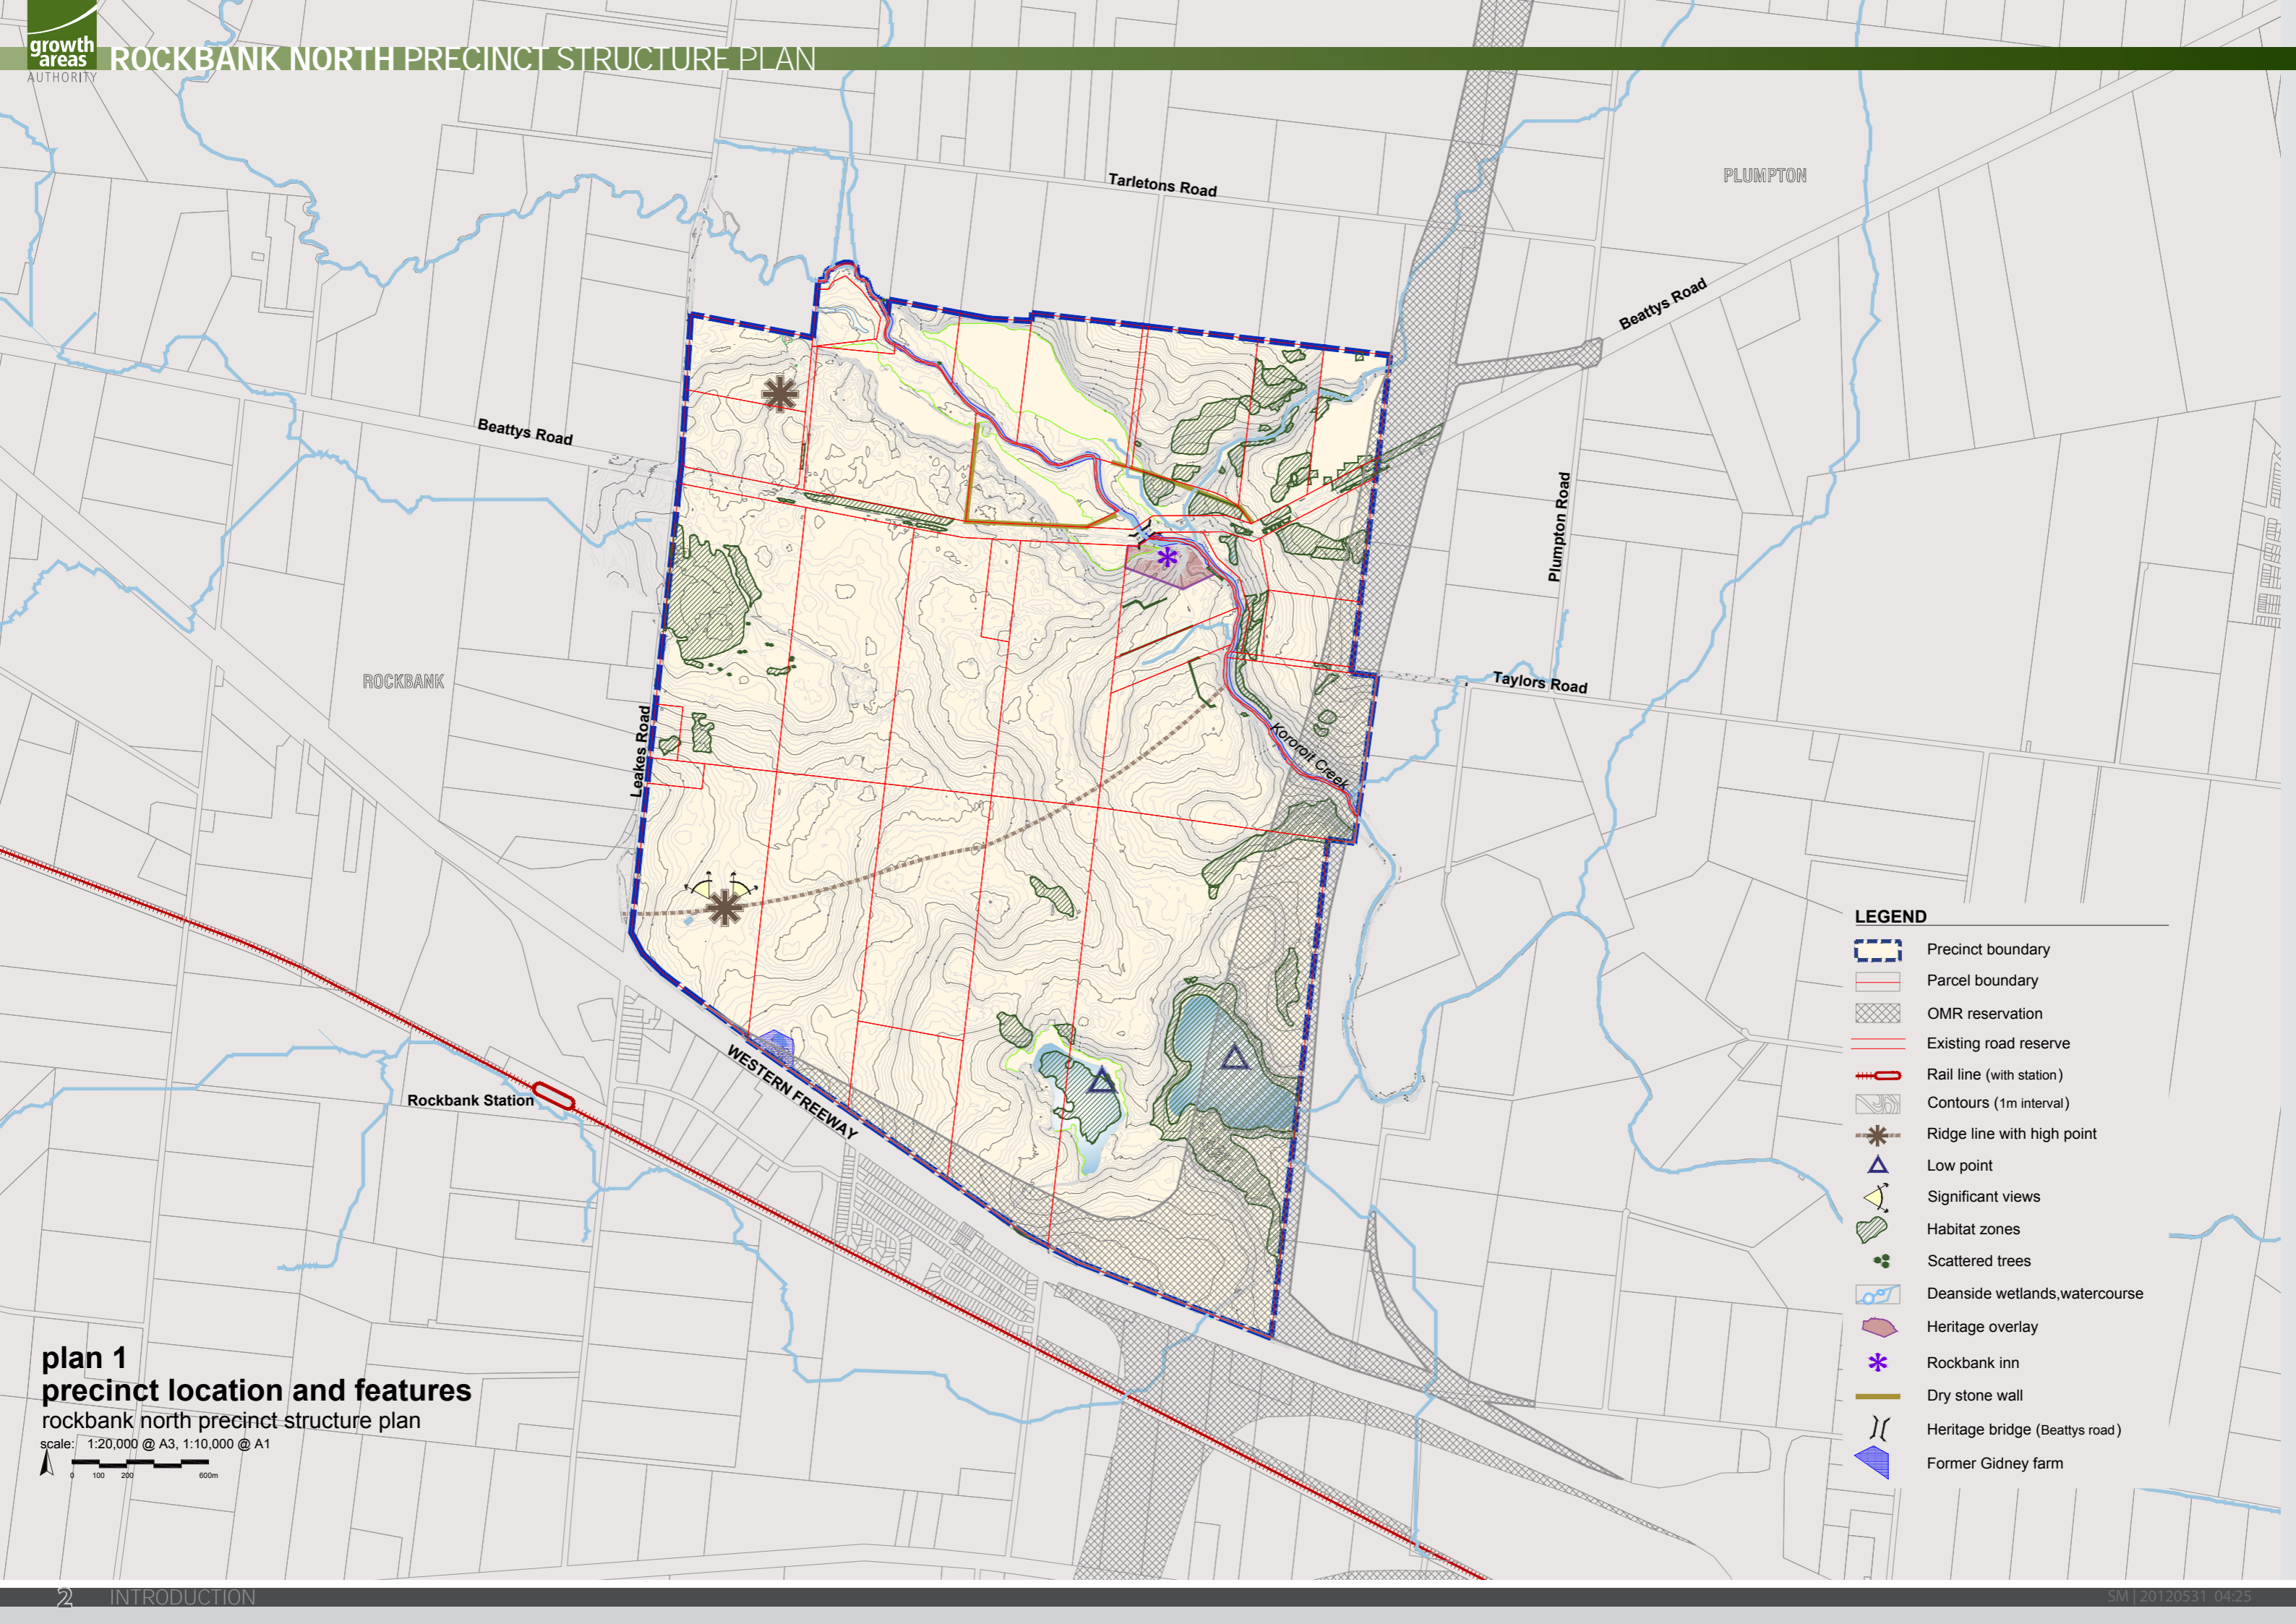 growth
areas
AUTHORITY
ROCKBANK NORTH PRECINCT STRUCTURE PLAN
Tarletons Road
PLUMPTON
Beattys Road
Beattys Road
Plumpton Road
ROCKBANK
Taylors Road
Leakes Road
Kororoit Creek
WESTERN FREEWAY
Rockbank Station
LEGEND
Precinct boundary
Parcel boundary
OMR reservation
Existing road reserve
Rail line (with station)
Contours (1m interval)
Ridge line with high point
Low point
Significant views
Habitat zones
Scattered trees
Deanside wetlands,watercourse
Heritage overlay
Rockbank inn
Dry stone wall
Heritage bridge (Beattys road)
Former Gidney farm
plan 1
precinct location and features
rockbank north precinct structure plan
scale: 1:20,000 @ A3, 1:10,000 @ A1
0 100 200 600m
2 INTRODUCTION
SM | 20120531 04:25